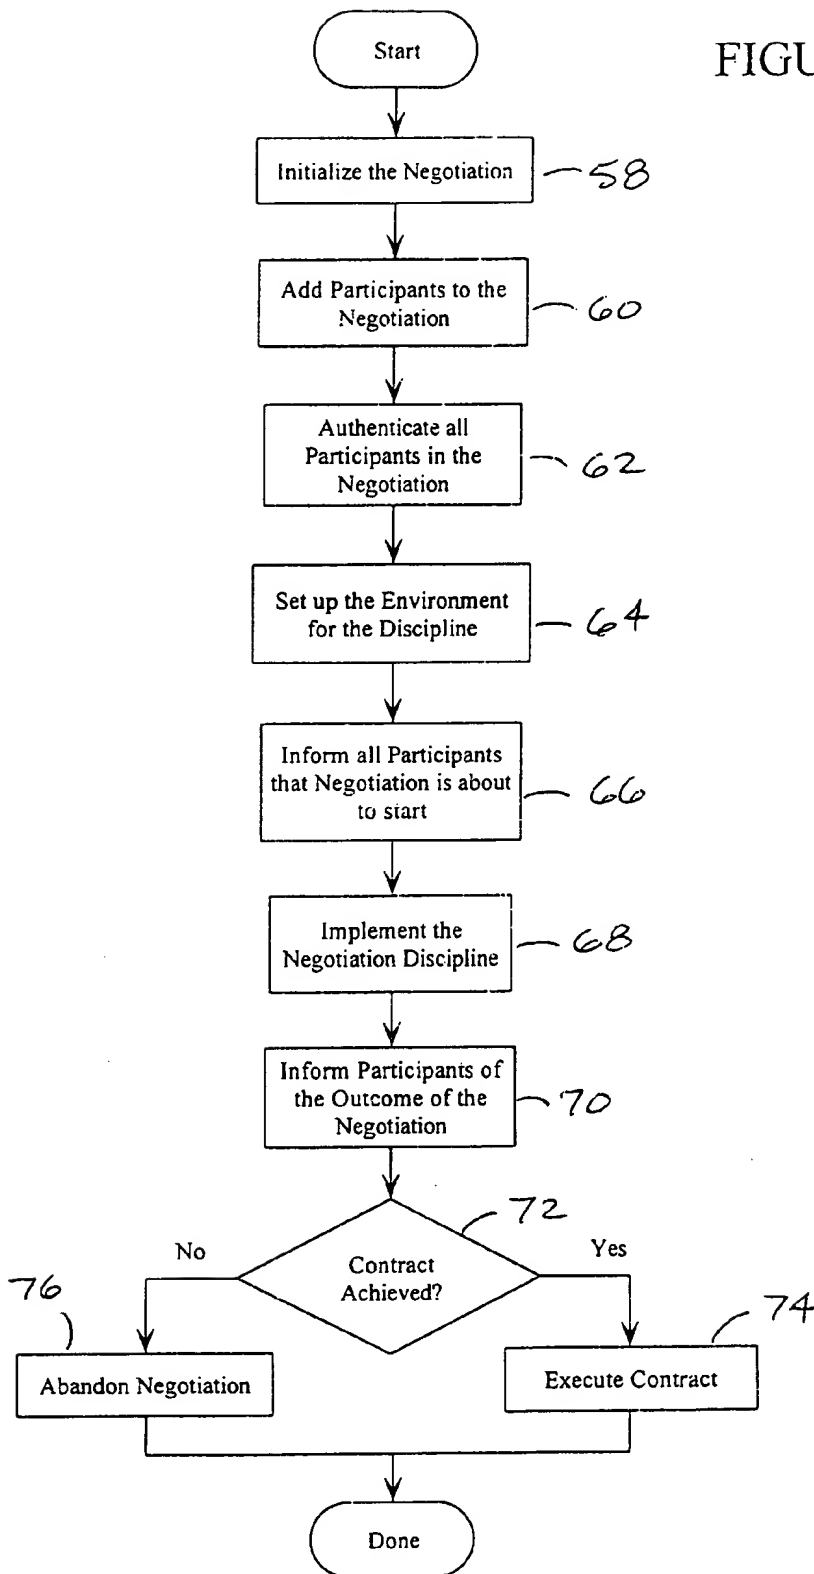 Start
FIGU
Initialize the Negotiation
58
Add Participants to the
Negotiation
60
Authenticate all
Participants in the
Negotiation
62
Set up the Environment
for the Discipline
64
Inform all Participants
that Negotiation is about
to start
66
Implement the
Negotiation Discipline
68
Inform Participants of
the Outcome of the
Negotiation
70
72
No
Yes
Contract
Achieved?
76
74
Abandon Negotiation
Execute Contract
Done